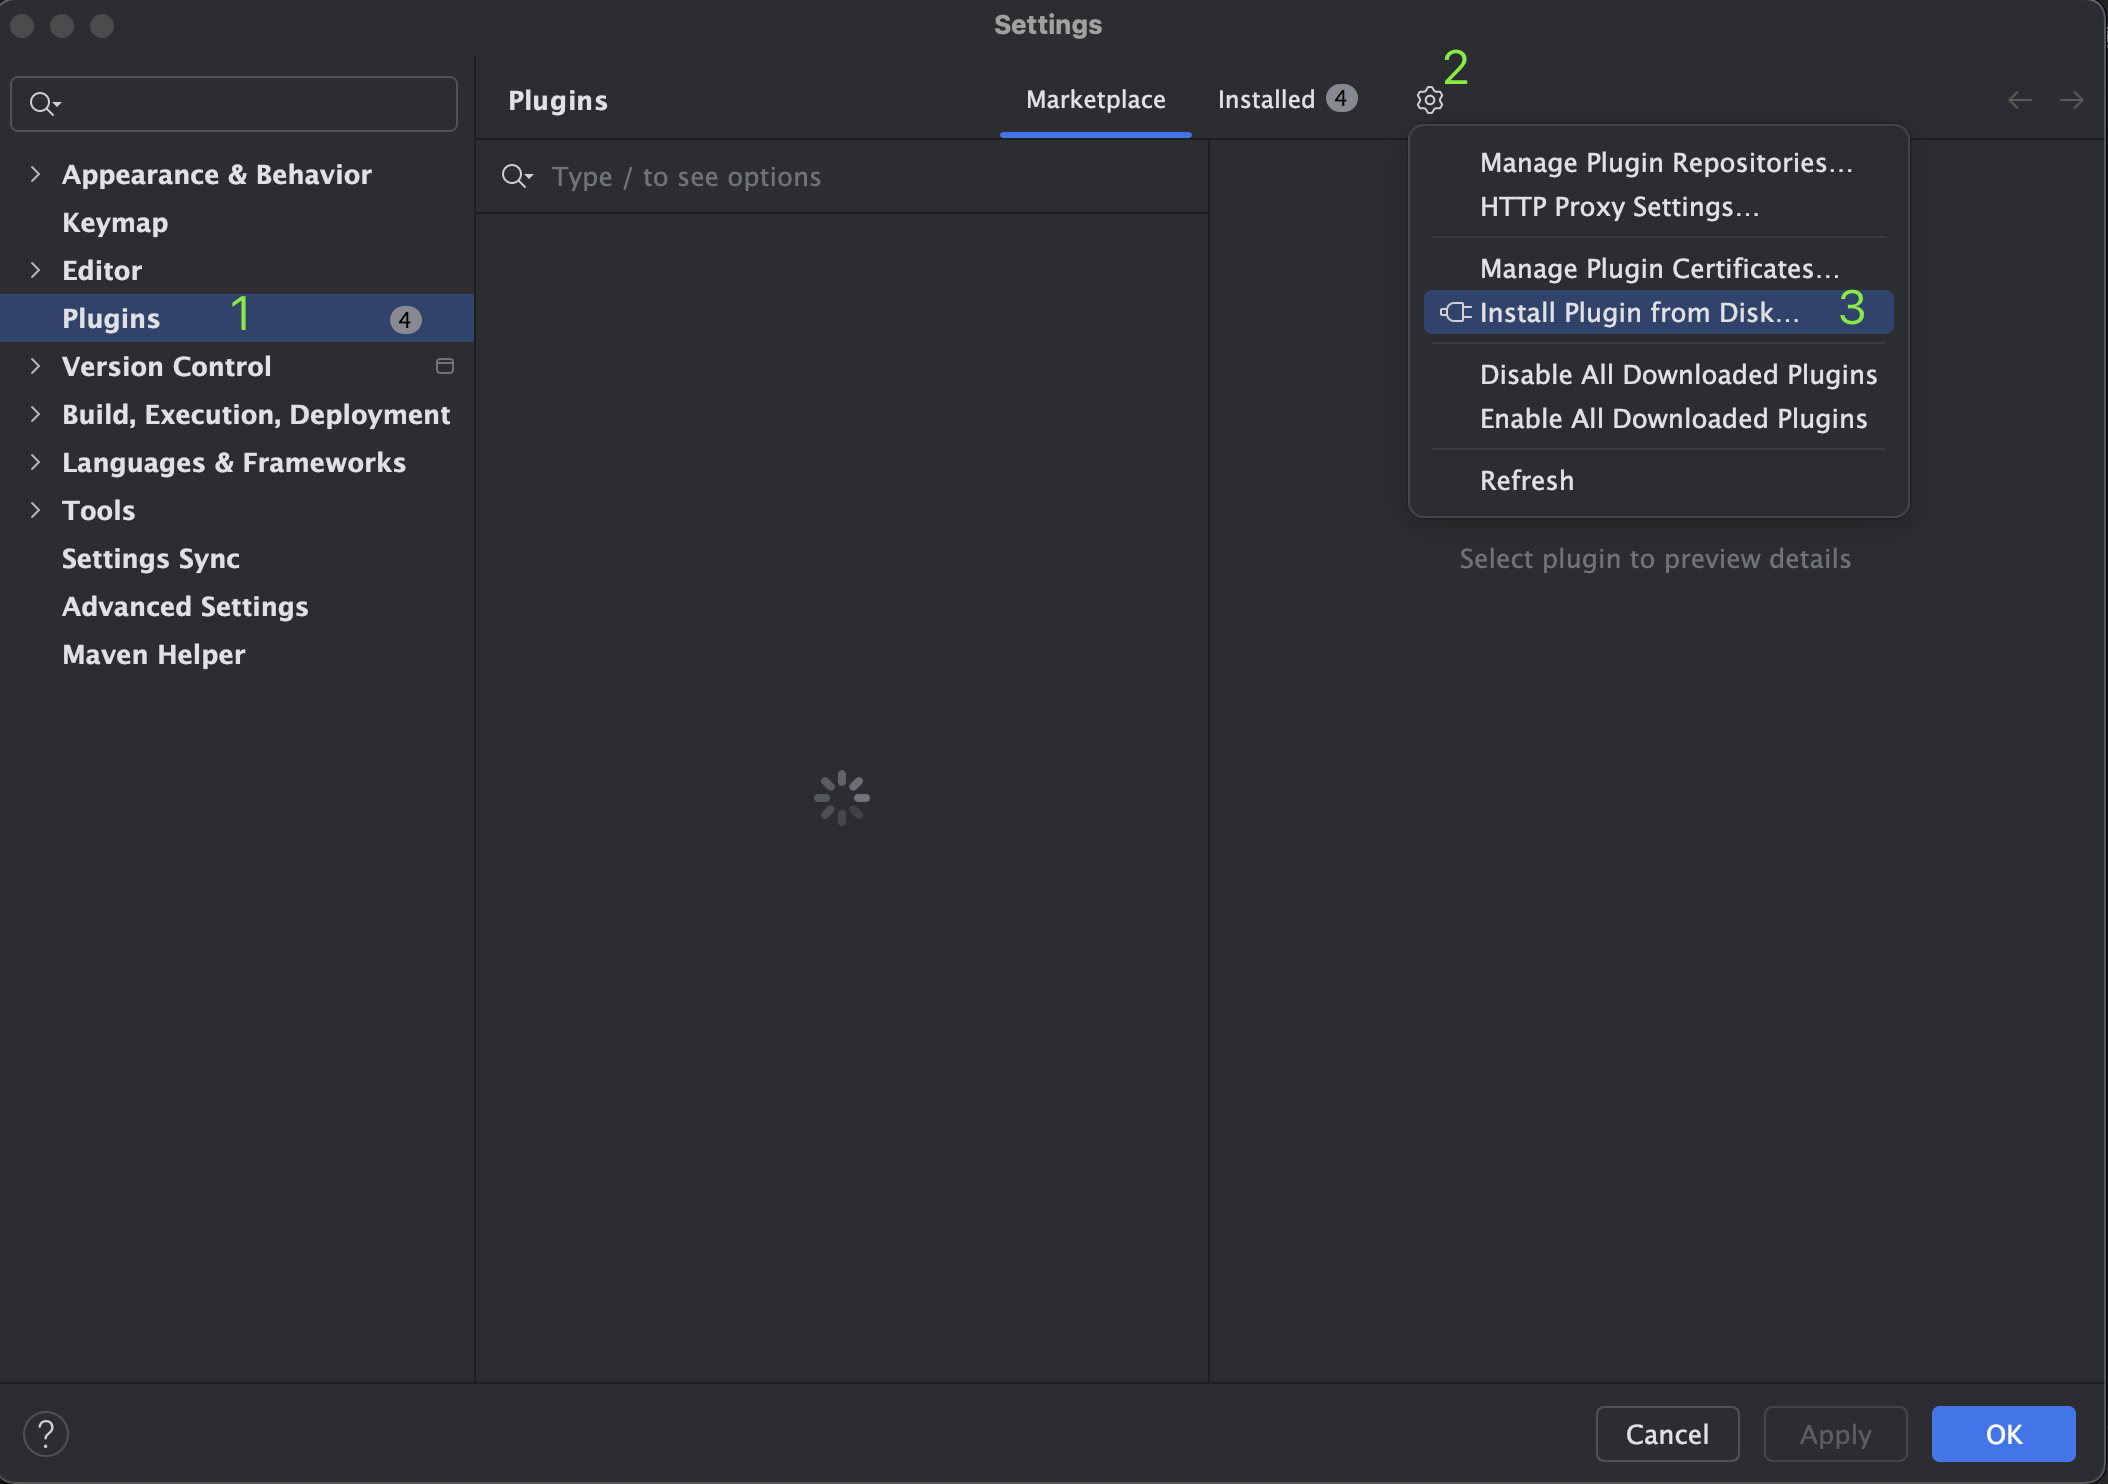 Settings
Plugins
Marketplace
Installed 4
2
Type / to see options
Appearance & Behavior
Keymap
Editor
Plugins 1 4
Version Control
Build, Execution, Deployment
Languages & Frameworks
Tools
Settings Sync
Advanced Settings
Maven Helper
Manage Plugin Repositories...
HTTP Proxy Settings...
Manage Plugin Certificates...
Install Plugin from Disk... 3
Disable All Downloaded Plugins
Enable All Downloaded Plugins
Refresh
Select plugin to preview details
?
Cancel
Apply
OK